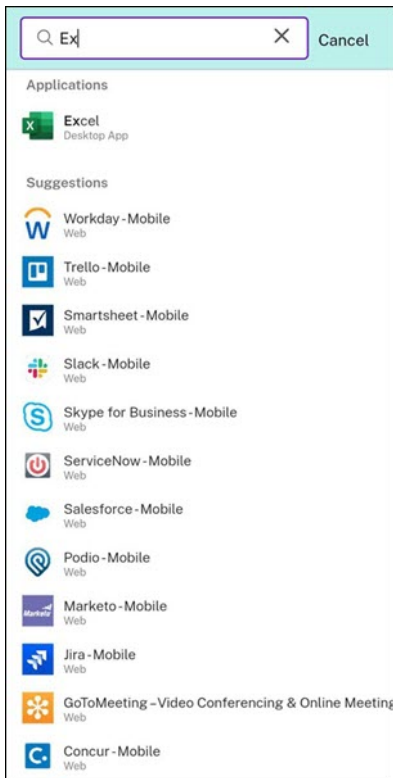 Ex
Cancel
Applications
Excel
Desktop App
Suggestions
Workday - Mobile
Web
Trello - Mobile
Web
Smartsheet - Mobile
Web
Slack - Mobile
Web
Skype for Business - Mobile
Web
ServiceNow - Mobile
Web
Salesforce - Mobile
Web
Podio - Mobile
Web
Marketo
Marketo - Mobile
Web
Jira - Mobile
Web
GoToMeeting – Video Conferencing & Online Meeting
Web
Concur - Mobile
Web